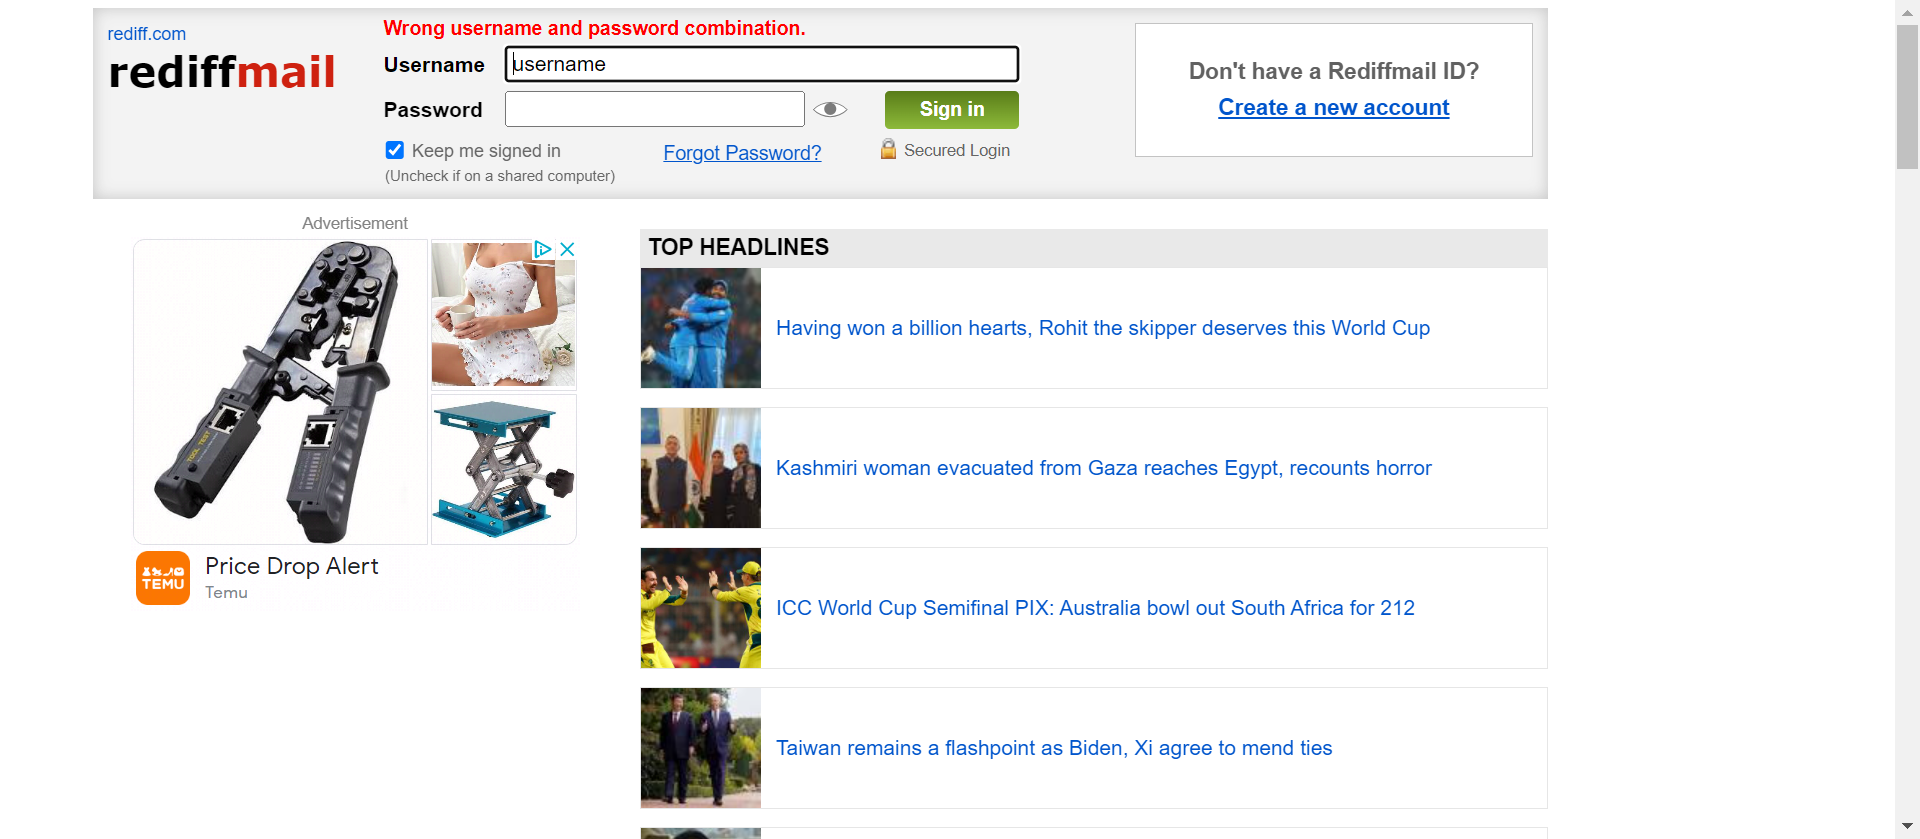 rediff.com
rediffmail
Wrong username and password combination.
Username
username
Password
Sign in
Keep me signed in
(Uncheck if on a shared computer)
Forgot Password?
Secured Login
Don't have a Rediffmail ID?
Create a new account
Advertisement
TOOL TEST
TEMU
Price Drop Alert
Temu
TOP HEADLINES
Having won a billion hearts, Rohit the skipper deserves this World Cup
Kashmiri woman evacuated from Gaza reaches Egypt, recounts horror
ICC World Cup Semifinal PIX: Australia bowl out South Africa for 212
Taiwan remains a flashpoint as Biden, Xi agree to mend ties